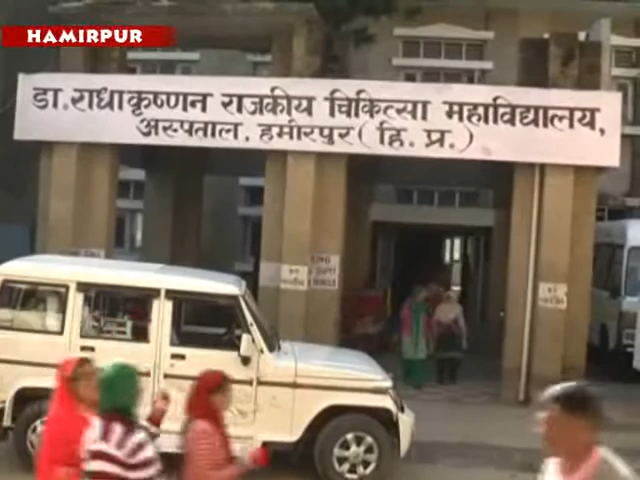 HAMIRPUR
डा.राधाकृष्णन राजकीय चिकित्सा महाविद्यालय,
अस्पताल, हमीरपुर(हि. प्र.)